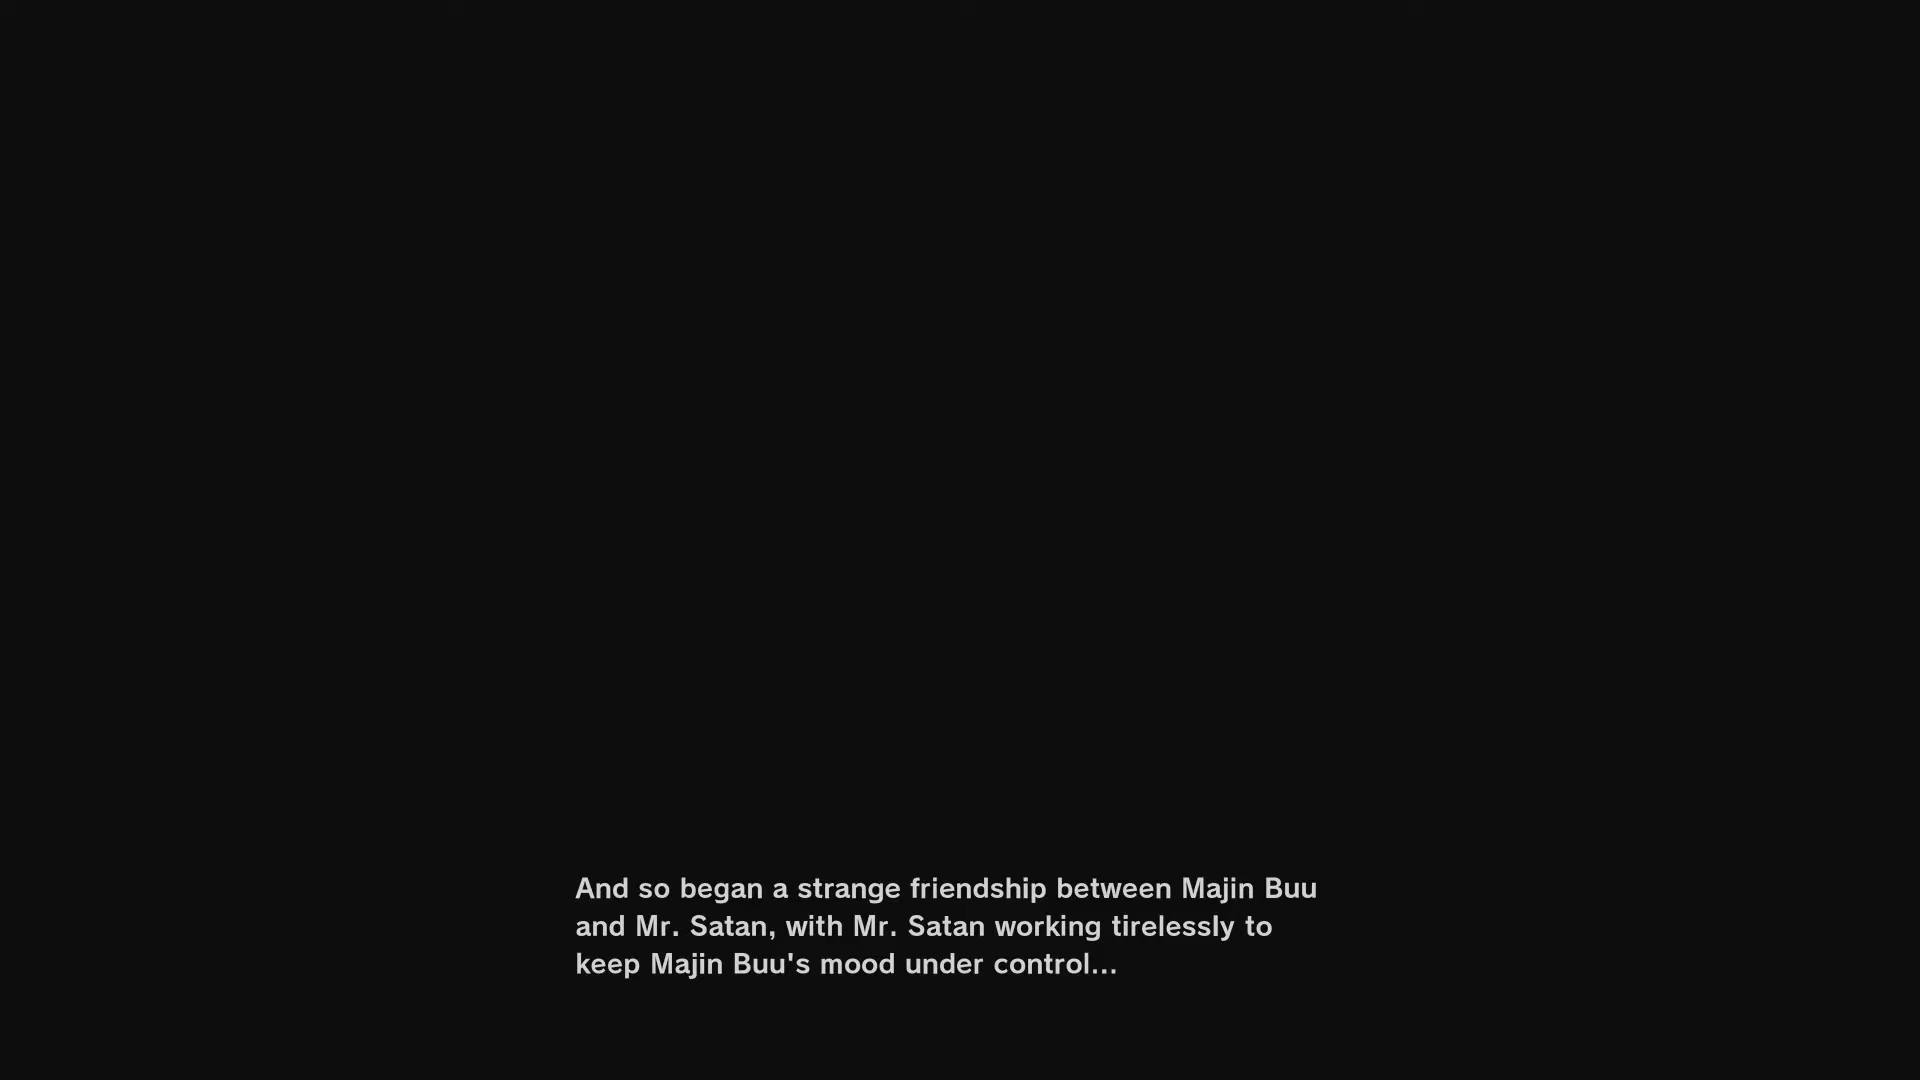 And so began a strange friendship between Majin Buu
and Mr. Satan, with Mr. Satan working tirelessly to
keep Majin Buu's mood under control...